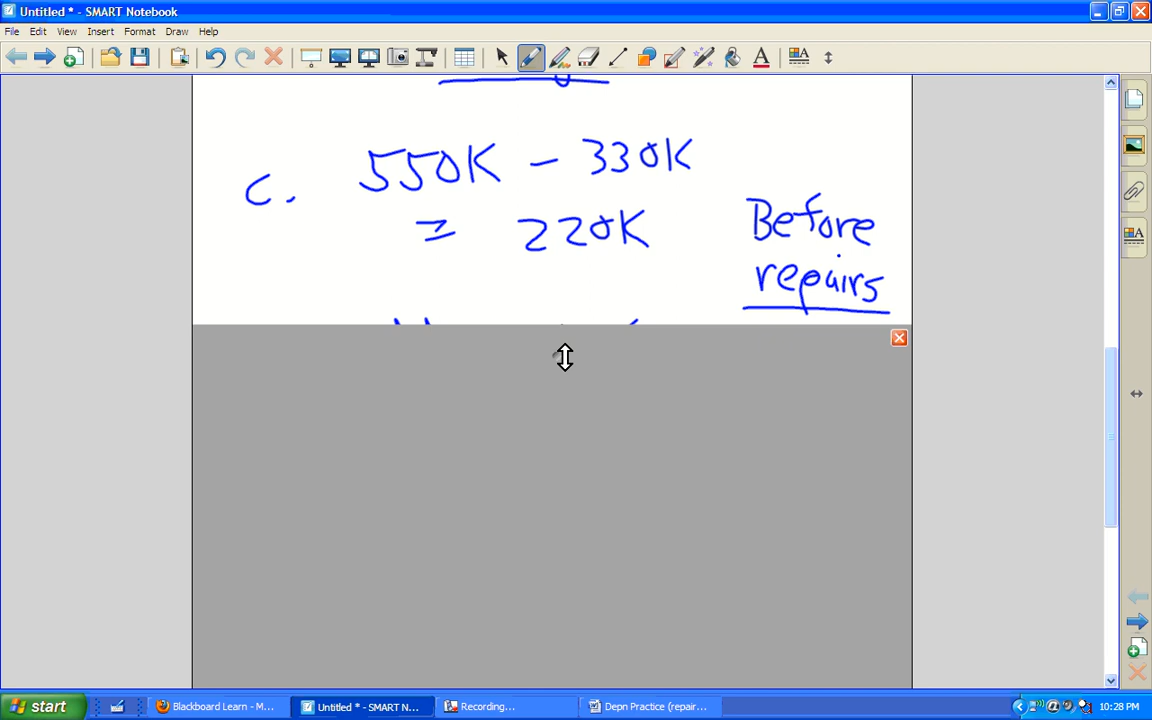 Untitled * - SMART Notebook
File Edit View Insert Format Draw Help
c. 550K - 330K
= 220K
Before
repairs
start
Blackboard Learn - M...
Untitled * - SMART N...
Recording...
Depn Practice (repair...
10:28 PM